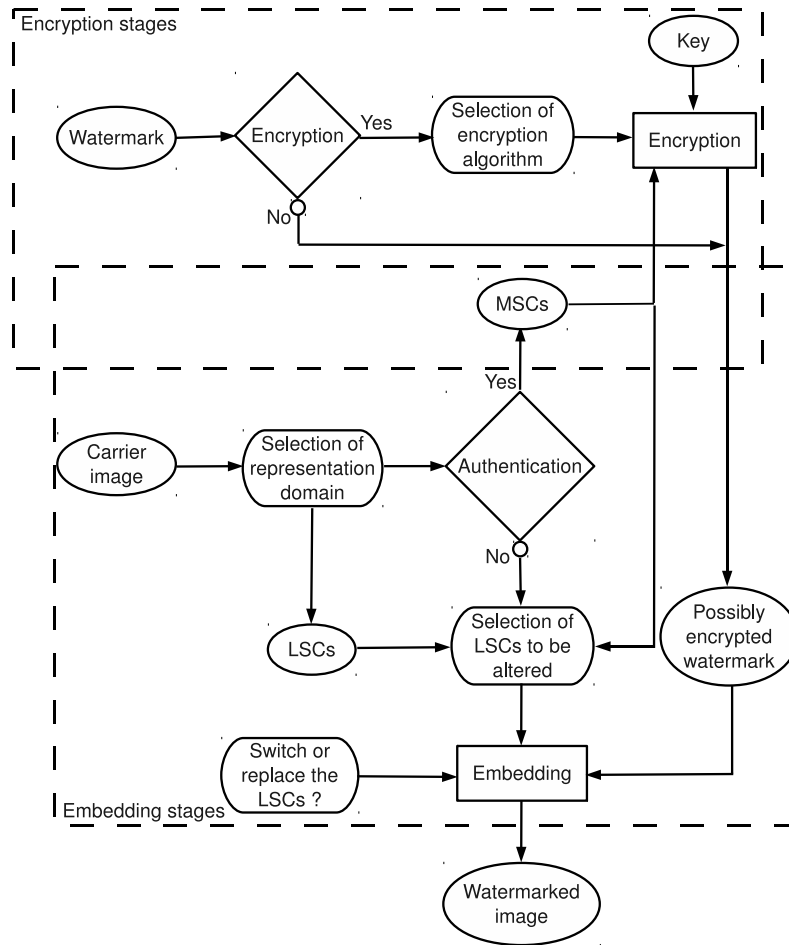 Encryption stages
Key
Watermark
Encryption
Yes
Selection of
encryption
algorithm
Encryption
No
MSCs
Yes
Carrier
image
Selection of
representation
domain
Authentication
No
LSCs
Selection of
LSCs to be
altered
Possibly
encrypted
watermark
Switch or
replace the
LSCs ?
Embedding
Embedding stages
Watermarked
image